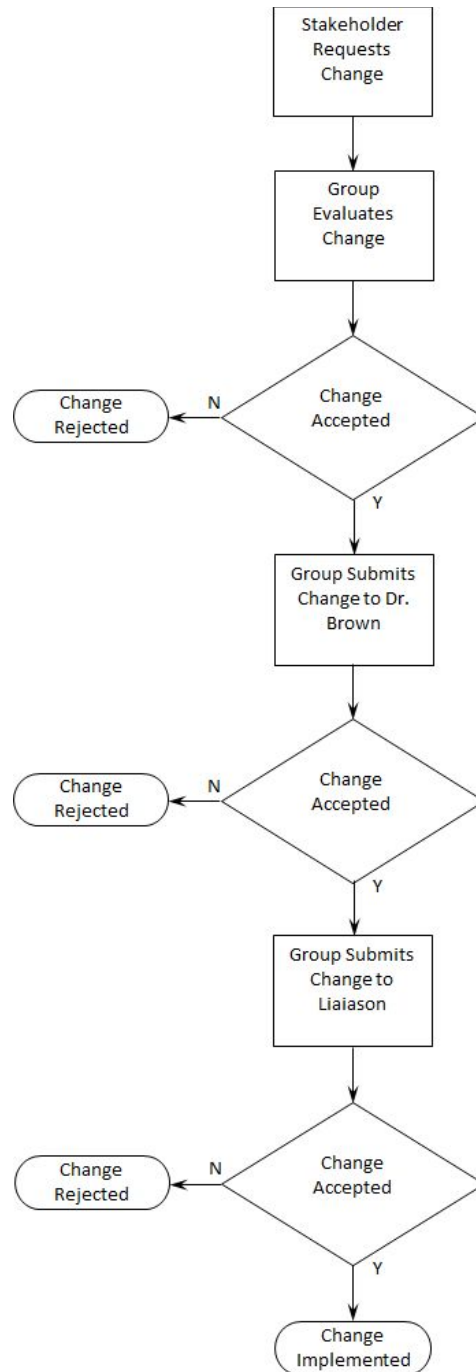 Stakeholder
Requests
Change
Group
Evaluates
Change
Change
Accepted
N
Change
Rejected
Y
Group Submits
Change to Dr.
Brown
Change
Accepted
N
Change
Rejected
Y
Group Submits
Change to
Liaiason
Change
Accepted
N
Change
Rejected
Y
Change
Implemented